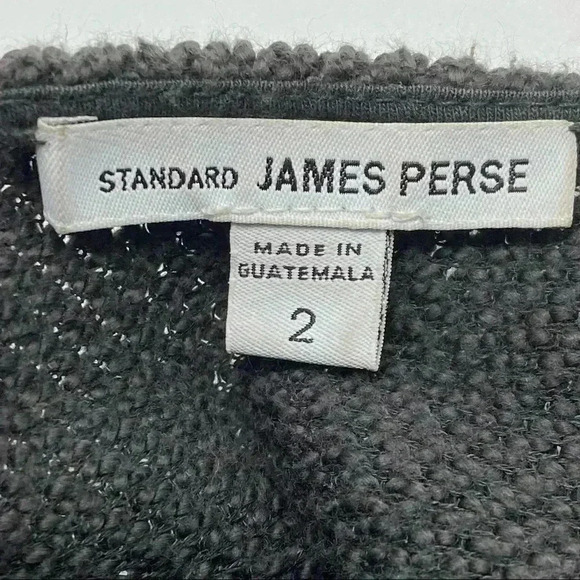 STANDARD JAMES PERSE
MADE IN
GUATEMALA
2